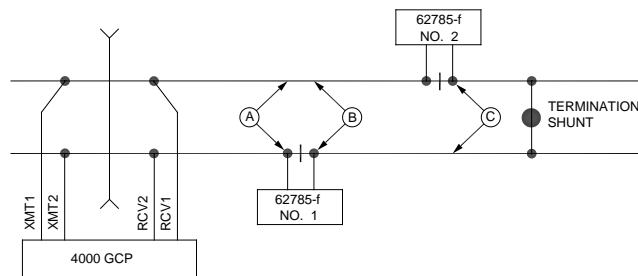 62785-f
NO. 2
A
B
C
TERMINATION
SHUNT
62785-f
NO. 1
XMT1
XMT2
RCV2
RCV1
4000 GCP